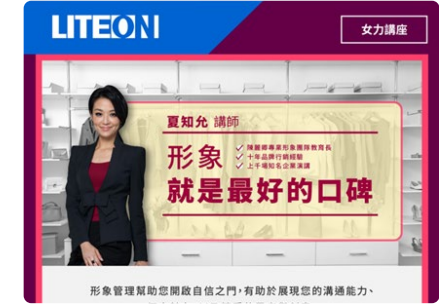 LITEON
女力講座
夏知允 講師
形象
陳麗卿專業形象團隊教育長
十年品牌行銷經驗
上千場知名企業演講
就是最好的口碑
形象管理幫助您開啟自信之門,有助於展現您的溝通能力、